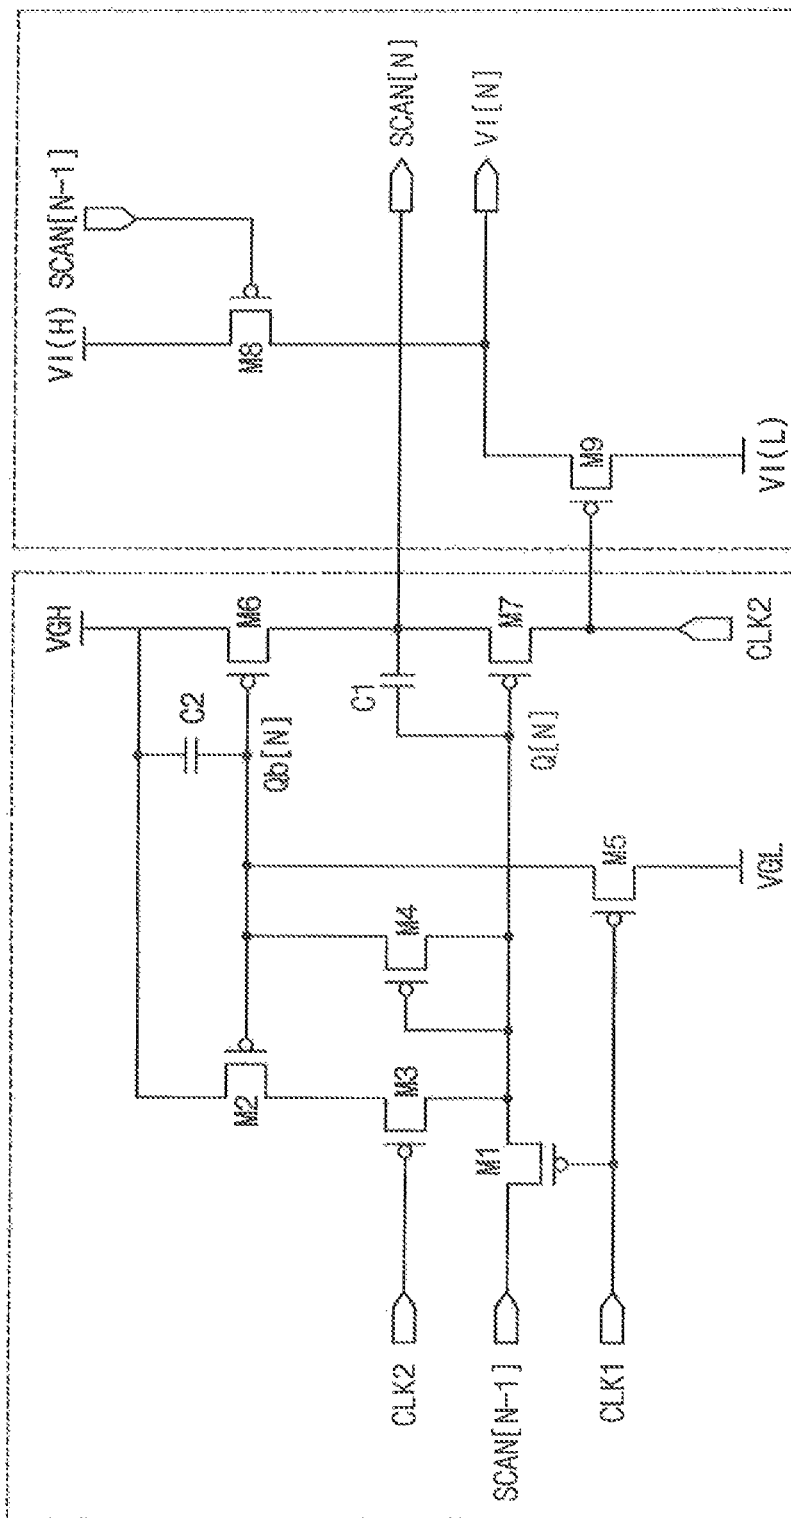 VI(H)
SCAN[N-1]
M8
SCAN[N]
VI[N]
M9
VI(L)
VGH
M6
C2
Qb[N]
C1
M7
Q[N]
CLK2
M5
VGL
M4
M2
M3
M1
CLK2
SCAN[N-1]
CLK1